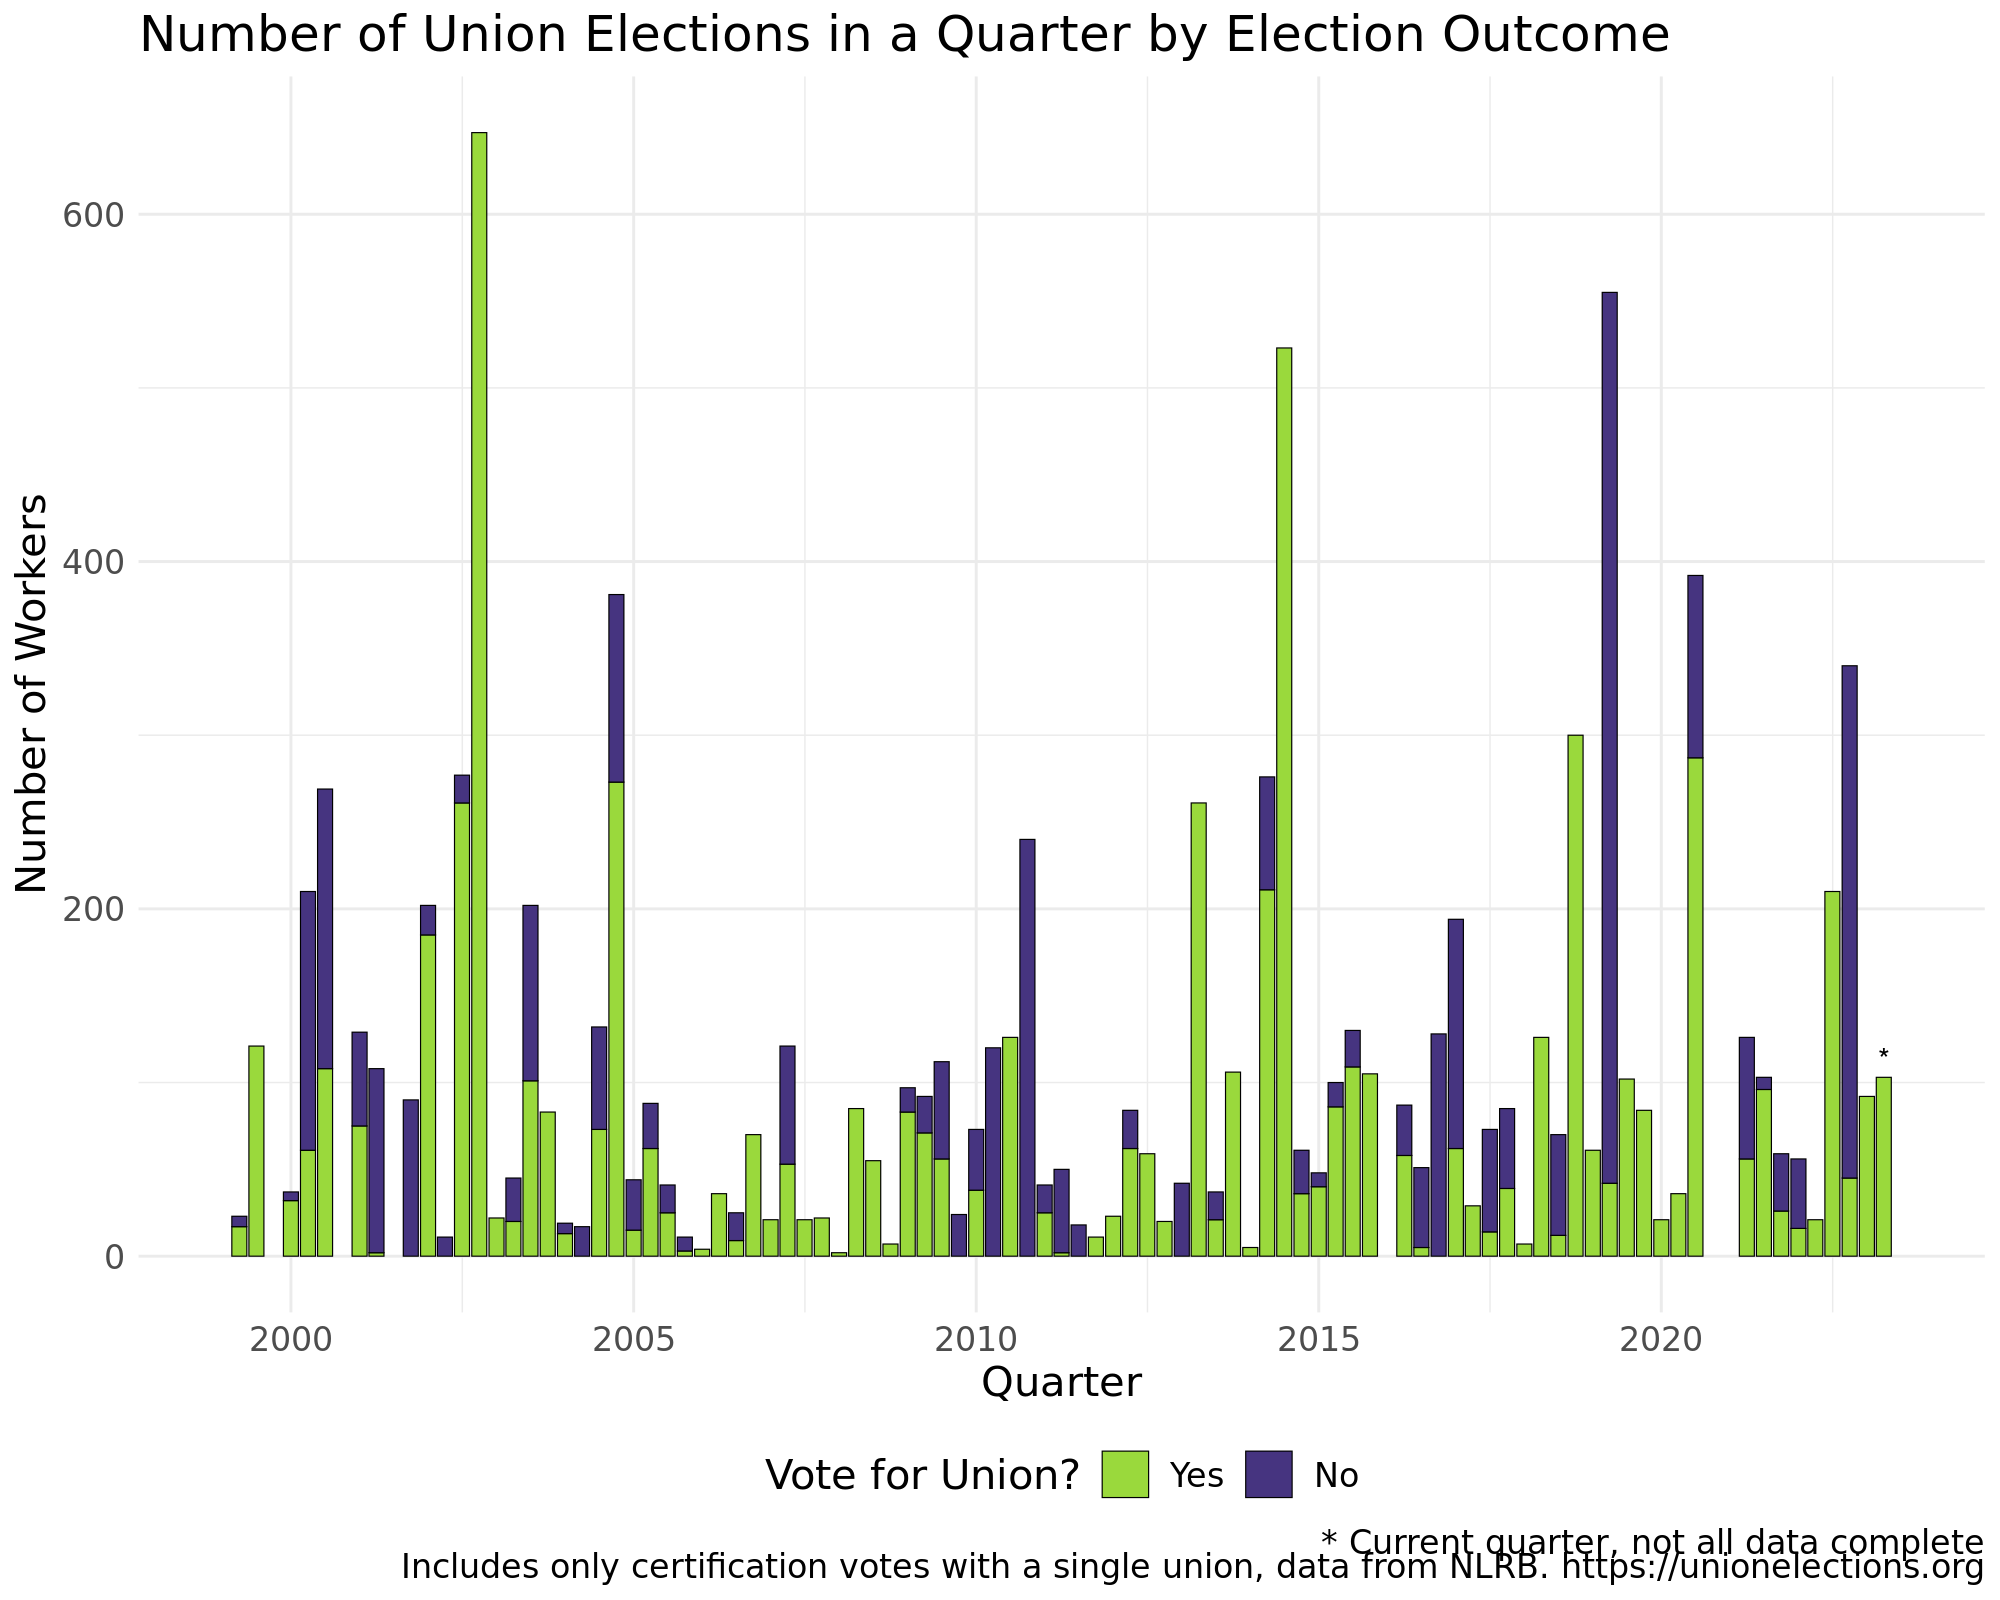 Number of Union Elections in a Quarter by Election Outcome
Number of Workers
600
400
200
0
*
2000 2005 2010 2015 2020
Quarter
Vote for Union? Yes No
* Current quarter, not all data complete
Includes only certification votes with a single union, data from NLRB. https://unionelections.org